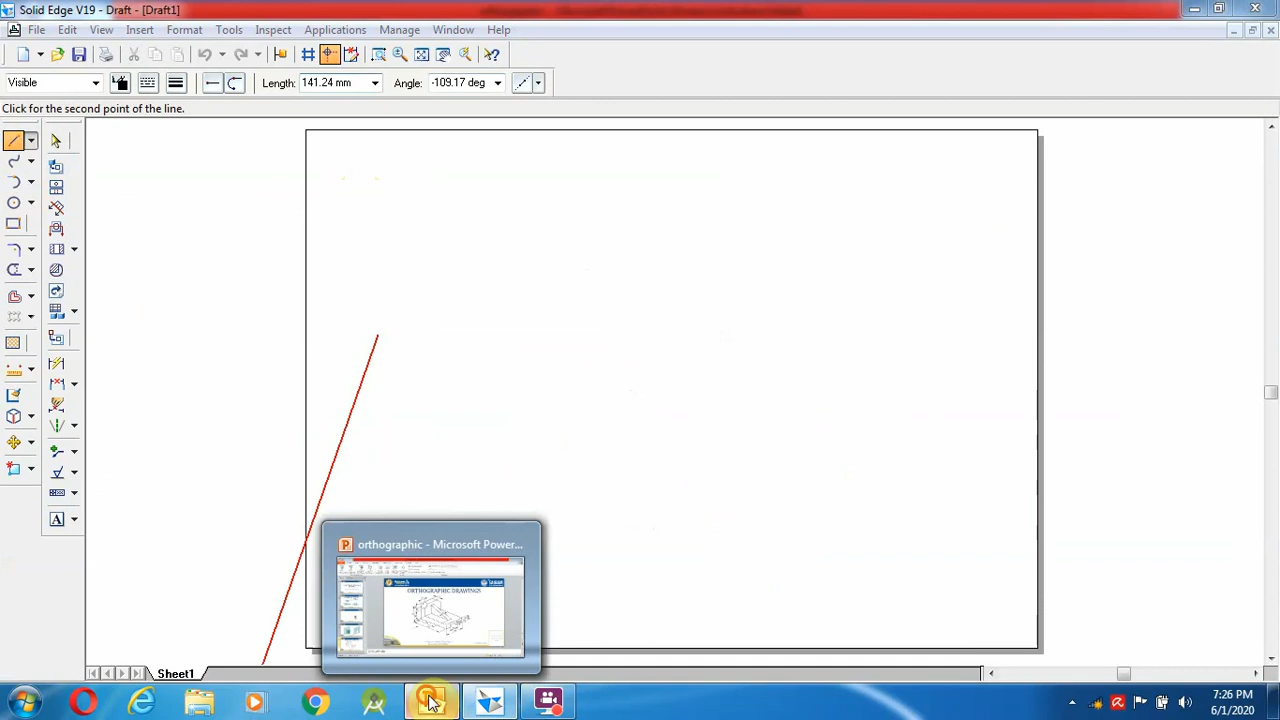 Solid Edge V19 - Draft - [Draft1]
File Edit View Insert Format Tools Inspect Applications Manage Window Help
Visible Length: 141.24 mm Angle: -109.17 deg
Click for the second point of the line.
A
orthographic - Microsoft Power...
ORTHOGRAPHIC DRAWINGS
Sheet1
7:26 PM
6/1/2020